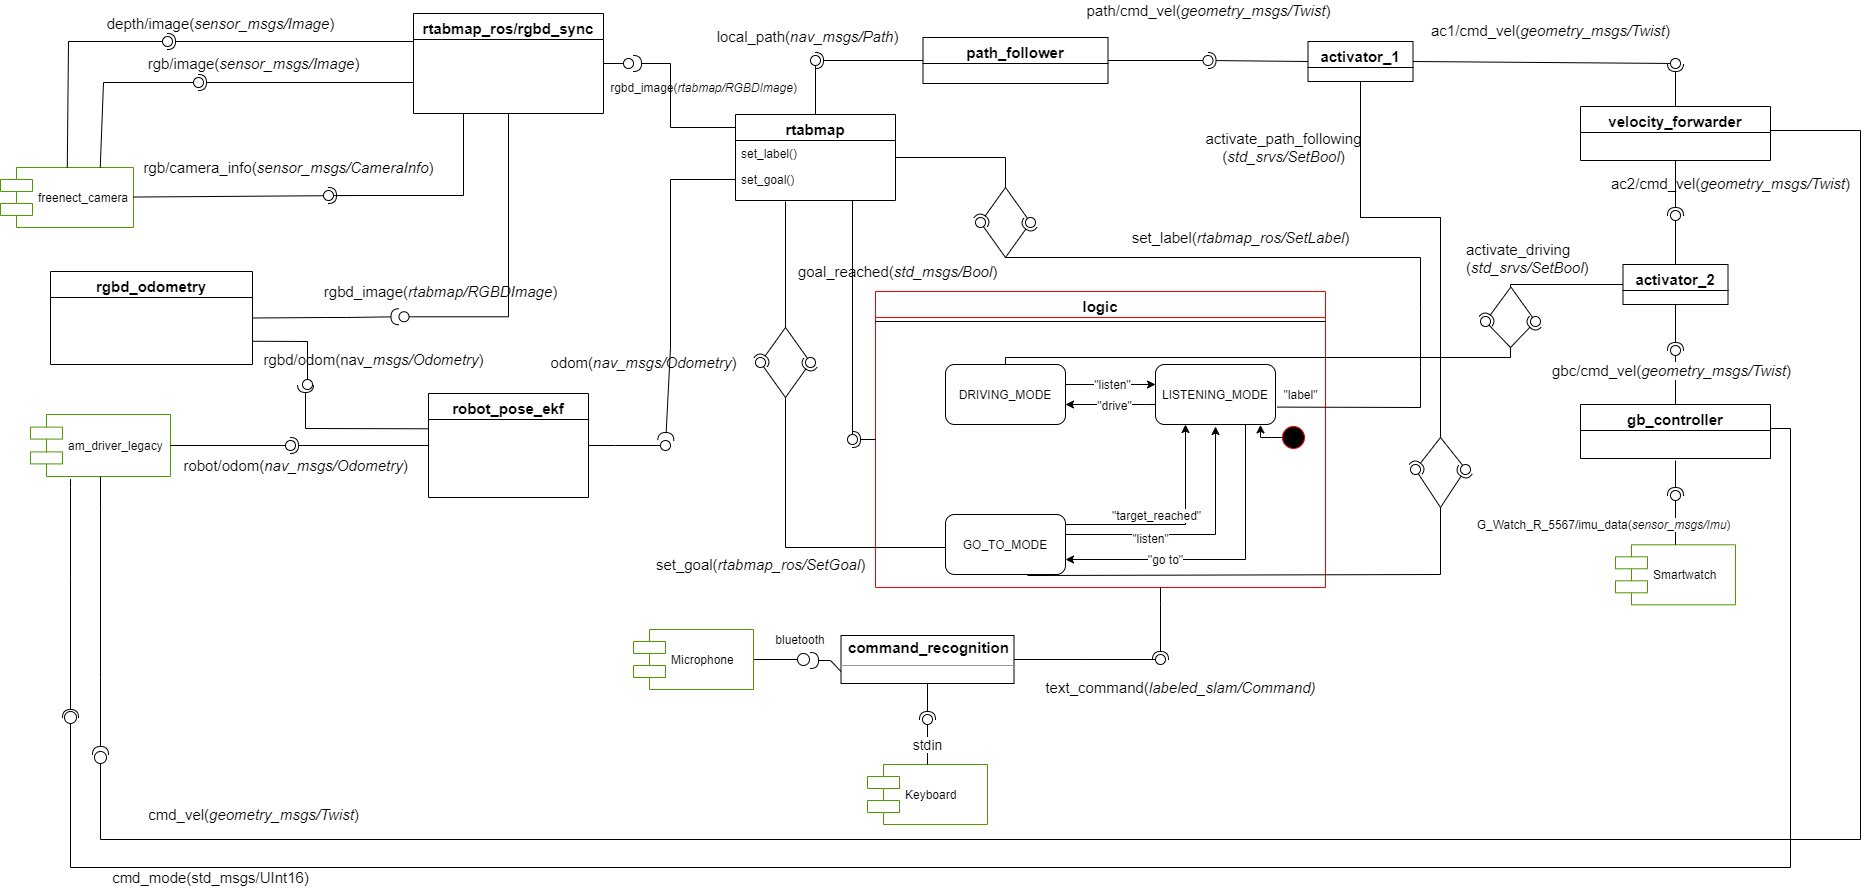 depth/image(sensor_msgs/Image)
rtabmap_ros/rgbd_sync
path/cmd_vel(geometry_msgs/Twist)
local_path(nav_msgs/Path)
path_follower
activator_1
ac1/cmd_vel(geometry_msgs/Twist)
rgb/image(sensor_msgs/Image)
rgbd_image(rtabmap/RGBDImage)
rtabmap
set_label()
set_goal()
activate_path_following
(std_srvs/SetBool)
velocity_forwarder
rgb/camera_info(sensor_msgs/CameraInfo)
freenect_camera
ac2/cmd_vel(geometry_msgs/Twist)
set_label(rtabmap_ros/SetLabel)
activate_driving
(std_srvs/SetBool)
goal_reached(std_msgs/Bool)
activator_2
rgbd_odometry
rgbd_image(rtabmap/RGBDImage)
logic
rgbd/odom(nav_msgs/Odometry)
odom(nav_msgs/Odometry)
gbc/cmd_vel(geometry_msgs/Twist)
DRIVING_MODE
"listen"
"drive"
LISTENING_MODE
"label"
robot_pose_ekf
gb_controller
am_driver_legacy
robot/odom(nav_msgs/Odometry)
"target_reached"
"listen"
GO_TO_MODE
"go to"
G_Watch_R_5567/imu_data(sensor_msgs/Imu)
set_goal(rtabmap_ros/SetGoal)
Smartwatch
bluetooth
Microphone
command_recognition
text_command(labeled_slam/Command)
stdin
Keyboard
cmd_vel(geometry_msgs/Twist)
cmd_mode(std_msgs/UInt16)